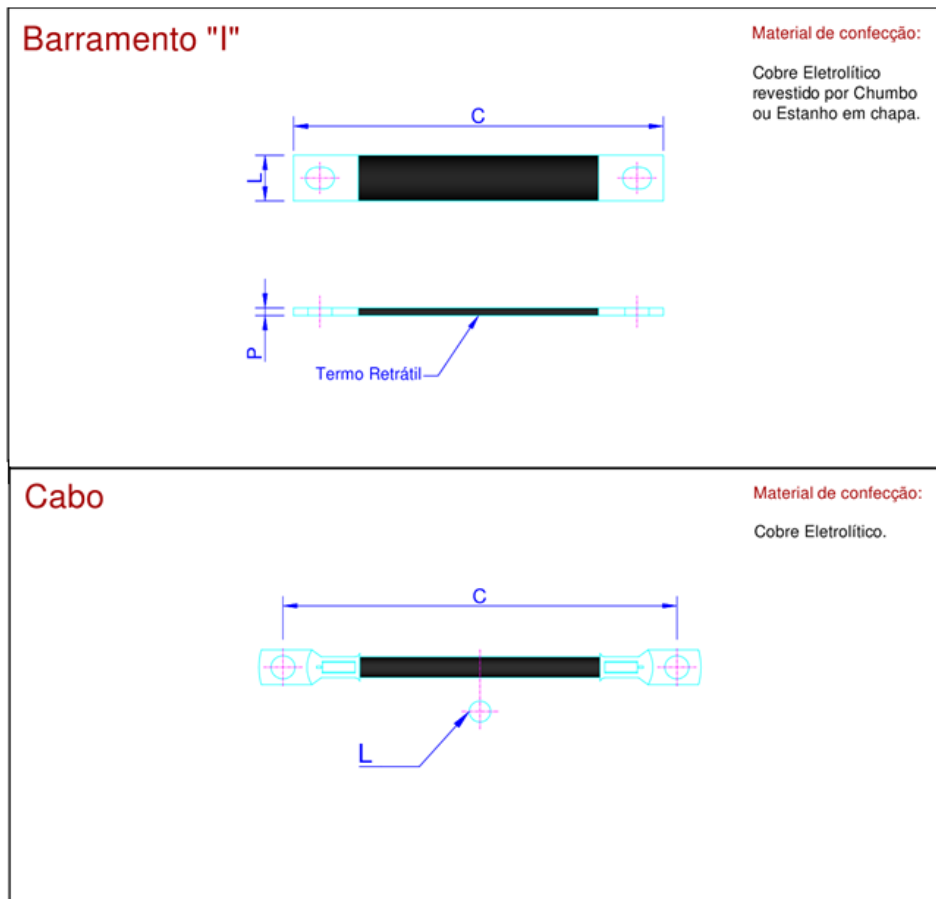 Barramento "I"
Material de confecção:
Cobre Eletrolítico
revestido por Chumbo
ou Estanho em chapa.
C
L
P
Termo Retrátil
Cabo
Material de confecção:
Cobre Eletrolítico.
C
L